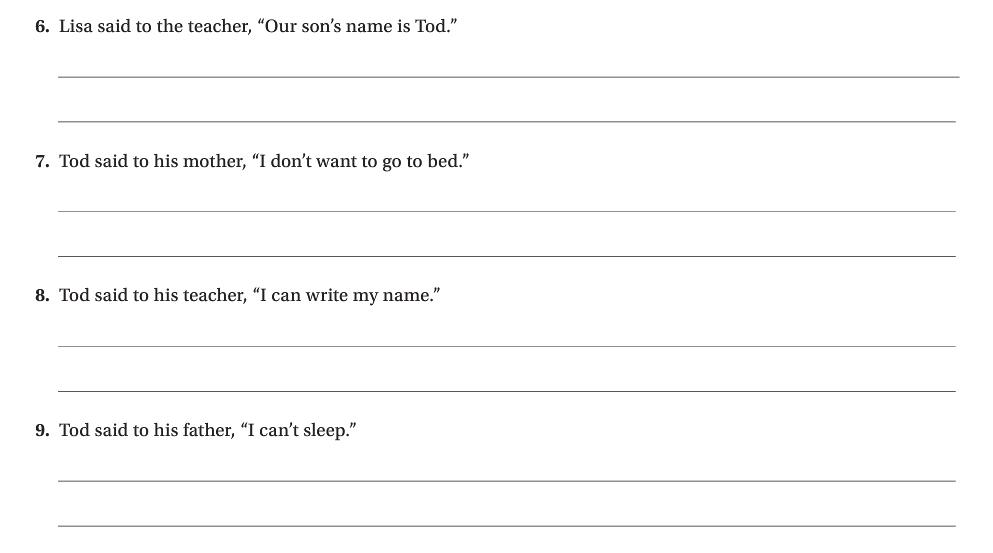 6. Lisa said to the teacher, “Our son’s name is Tod.”
7. Tod said to his mother, “I don’t want to go to bed.”
8. Tod said to his teacher, “I can write my name.”
9. Tod said to his father, “I can’t sleep.”